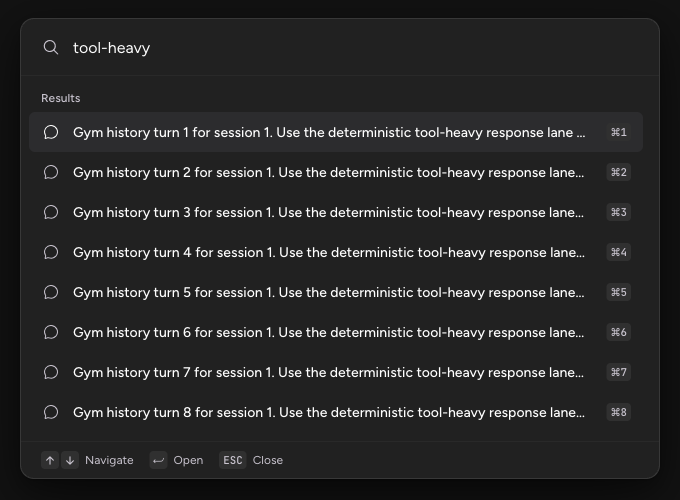 tool-heavy
Results
Gym history turn 1 for session 1. Use the deterministic tool-heavy response lane ... ⌘1
Gym history turn 2 for session 1. Use the deterministic tool-heavy response lane... ⌘2
Gym history turn 3 for session 1. Use the deterministic tool-heavy response lane... ⌘3
Gym history turn 4 for session 1. Use the deterministic tool-heavy response lane... ⌘4
Gym history turn 5 for session 1. Use the deterministic tool-heavy response lane... ⌘5
Gym history turn 6 for session 1. Use the deterministic tool-heavy response lane... ⌘6
Gym history turn 7 for session 1. Use the deterministic tool-heavy response lane... ⌘7
Gym history turn 8 for session 1. Use the deterministic tool-heavy response lane... ⌘8
↑ ↓ Navigate ↩ Open ESC Close